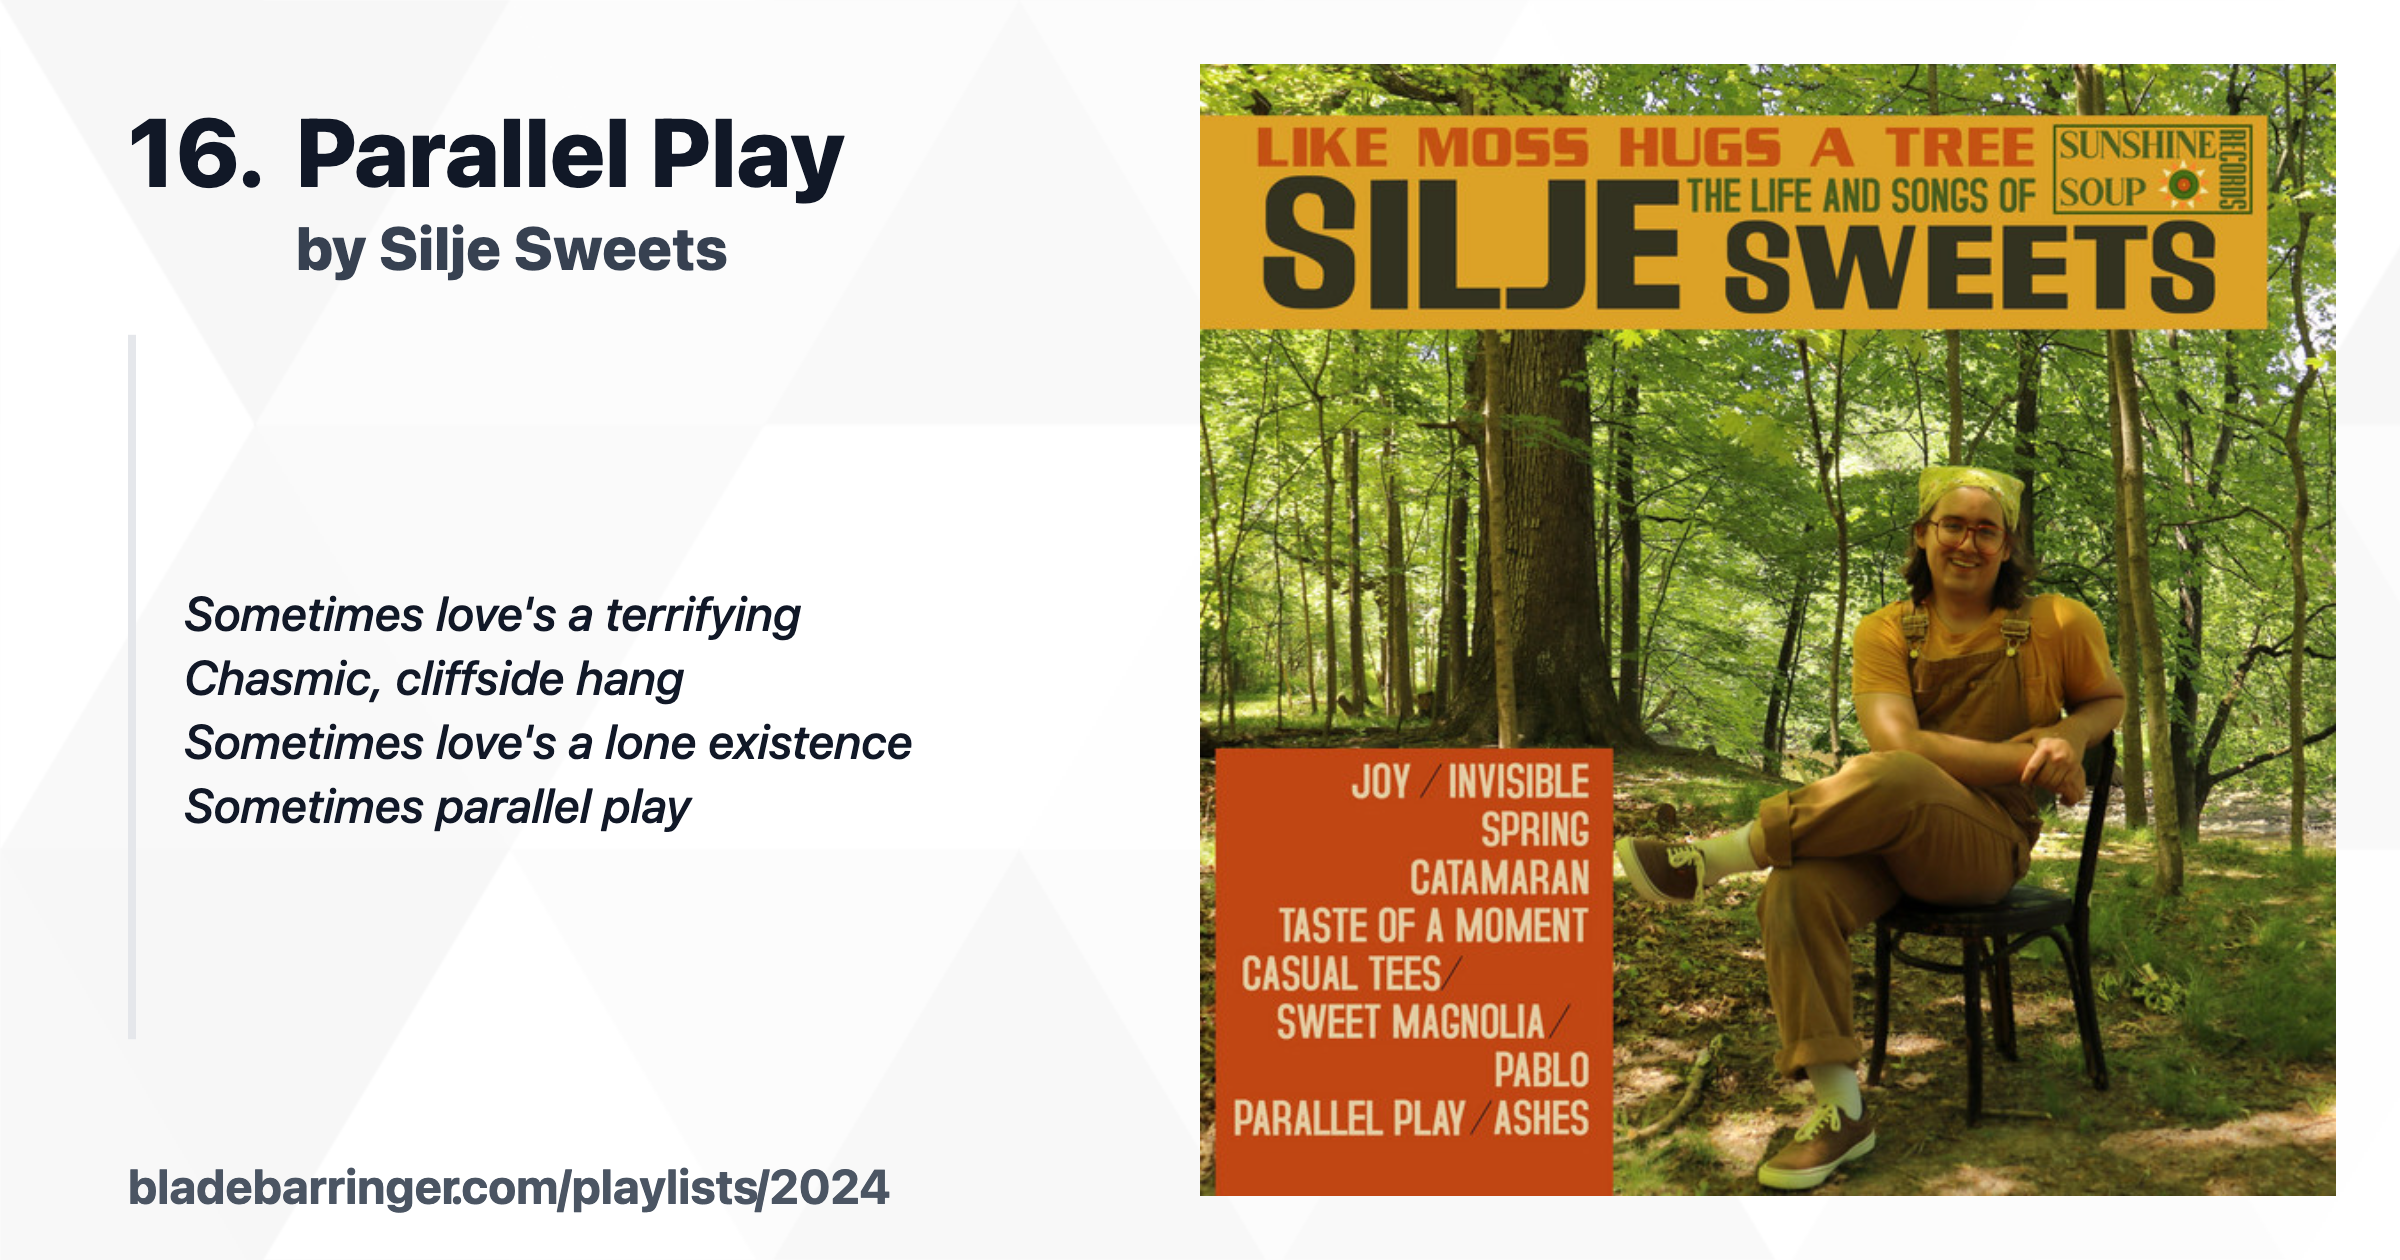 16. Parallel Play
by Silje Sweets
Sometimes love's a terrifying
Chasmic, cliffside hang
Sometimes love's a lone existence
Sometimes parallel play
bladebarringer.com/playlists/2024
LIKE MOSS HUGS A TREE
THE LIFE AND SONGS OF
SILJE SWEETS
SUNSHINE
SOUP
RECORDS
JOY / INVISIBLE
SPRING
CATAMARAN
TASTE OF A MOMENT
CASUAL TEES/
SWEET MAGNOLIA/
PABLO
PARALLEL PLAY / ASHES